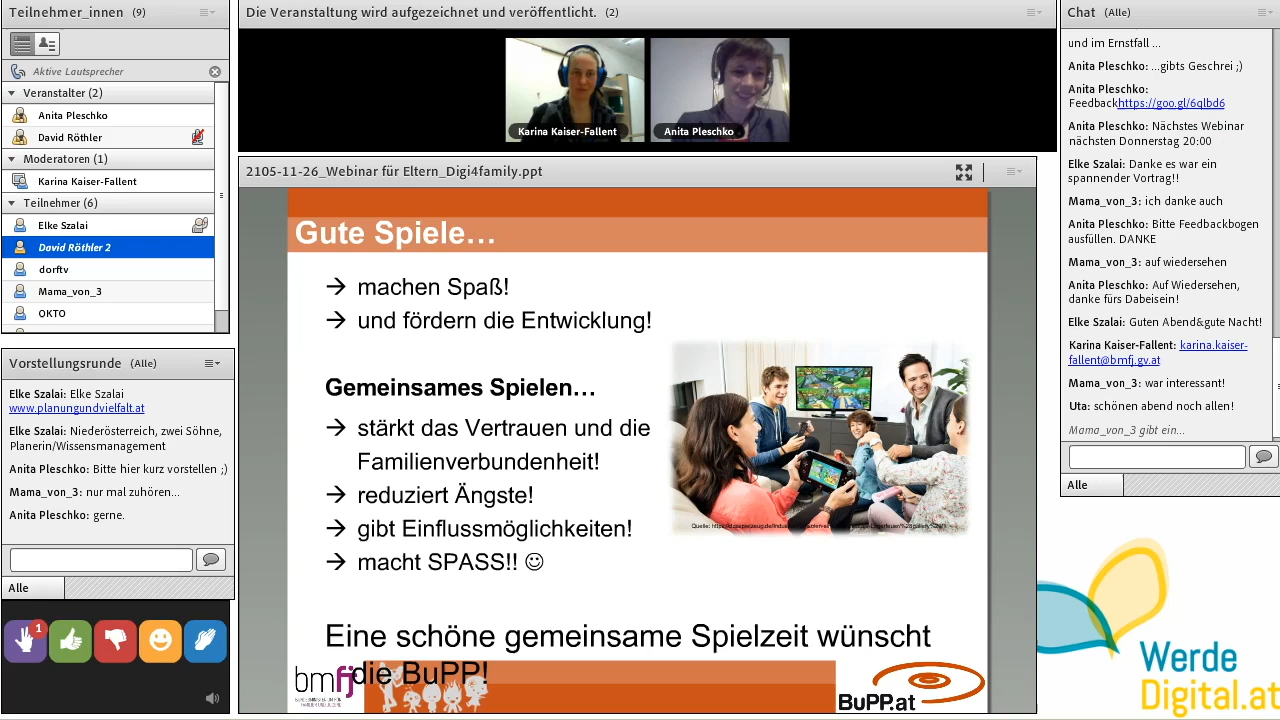 Teilnehmer_innen (9)
Aktive Lautsprecher
Veranstalter (2)
Anita Pleschko
David Röthler
Moderatoren (1)
Karina Kaiser-Fallent
Teilnehmer (6)
Elke Szalai
David Röthler 2
dorftv
Mama_von_3
OKTO
Vorstellungsrunde (Alle)
Elke Szalai: Elke Szalai
www.planungundvielfalt.at
Elke Szalai: Niederösterreich, zwei Söhne,
Planerin/Wissensmanagement
Anita Pleschko: Bitte hier kurz vorstellen ;)
Mama_von_3: nur mal zuhören...
Anita Pleschko: gerne.
Alle
1
Die Veranstaltung wird aufgezeichnet und veröffentlicht. (2)
Karina Kaiser-Fallent
Anita Pleschko
2105-11-26_Webinar für Eltern_Digi4family.ppt
Gute Spiele...
→ machen Spaß!
→ und fördern die Entwicklung!
Gemeinsames Spielen...
→ stärkt das Vertrauen und die
Familienverbundenheit!
→ reduziert Ängste!
→ gibt Einflussmöglichkeiten!
→ macht SPASS!! ☺
Eine schöne gemeinsame Spielzeit wünscht
die BuPP!
bmfj
BuPP.at
Chat (Alle)
und im Ernstfall ...
Anita Pleschko: ...gibts Geschrei ;)
Anita Pleschko:
Feedbackhttps://goo.gl/6qlbd6
Anita Pleschko: Nächstes Webinar
nächsten Donnerstag 20:00
Elke Szalai: Danke es war ein
spannender Vortrag!!
Mama_von_3: ich danke auch
Anita Pleschko: Bitte Feedbackbogen
ausfüllen. DANKE
Mama_von_3: auf wiedersehen
Anita Pleschko: Auf Wiedersehen,
danke fürs Dabeisein!
Elke Szalai: Guten Abend&gute Nacht!
Karina Kaiser-Fallent: karina.kaiser-
fallent@bmfj.gv.at
Mama_von_3: war interessant!
Uta: schönen abend noch allen!
Mama_von_3 gibt ein...
Alle
Werde
Digital.at